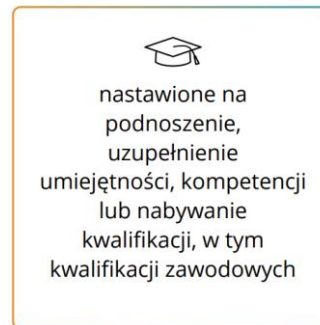 nastawione na
podnoszenie,
uzupełnienie
umiejętności, kompetencji
lub nabywanie
kwalifikacji, w tym
kwalifikacji zawodowych